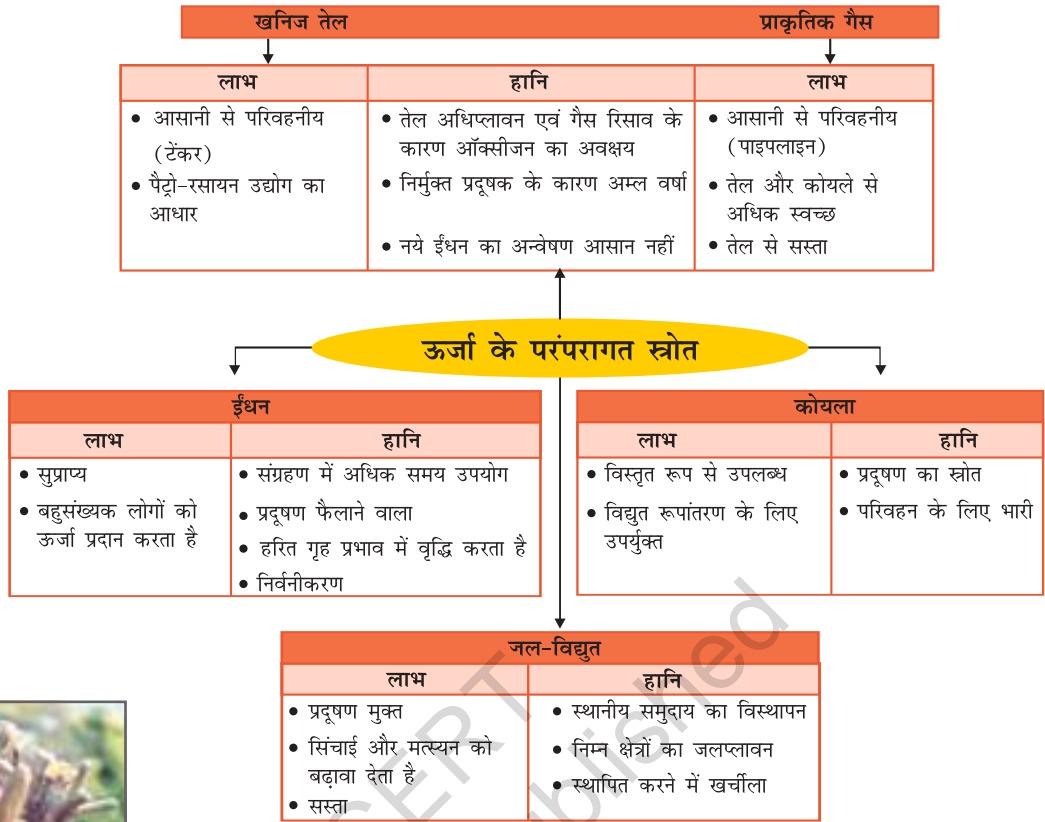 खनिज तेल
प्राकृतिक गैस
लाभ
• आसानी से परिवहनीय
(टेंकर)
• पैट्रो-रसायन उद्योग का
आधार
हानि
• तेल अधिप्लावन एवं गैस रिसाव के
कारण ऑक्सीजन का अवक्षय
• निर्मुक्त प्रदूषक के कारण अम्ल वर्षा
• नये ईंधन का अन्वेषण आसान नहीं
लाभ
• आसानी से परिवहनीय
(पाइपलाइन)
• तेल और कोयले से
अधिक स्वच्छ
• तेल से सस्ता
ऊर्जा के परंपरागत स्त्रोत
ईंधन
लाभ
• सुप्राप्य
• बहुसंख्यक लोगों को
ऊर्जा प्रदान करता है
हानि
• संग्रहण में अधिक समय उपयोग
• प्रदूषण फैलाने वाला
• हरित गृह प्रभाव में वृद्धि करता है
• निर्वनीकरण
कोयला
लाभ
• विस्तृत रूप से उपलब्ध
• विद्युत रूपांतरण के लिए
उपर्युक्त
हानि
• प्रदूषण का स्त्रोत
• परिवहन के लिए भारी
जल-विद्युत
लाभ
• प्रदूषण मुक्त
• सिंचाई और मत्स्यन को
बढ़ावा देता है
• सस्ता
हानि
• स्थानीय समुदाय का विस्थापन
• निम्न क्षेत्रों का जलप्लावन
• स्थापित करने में खर्चीला